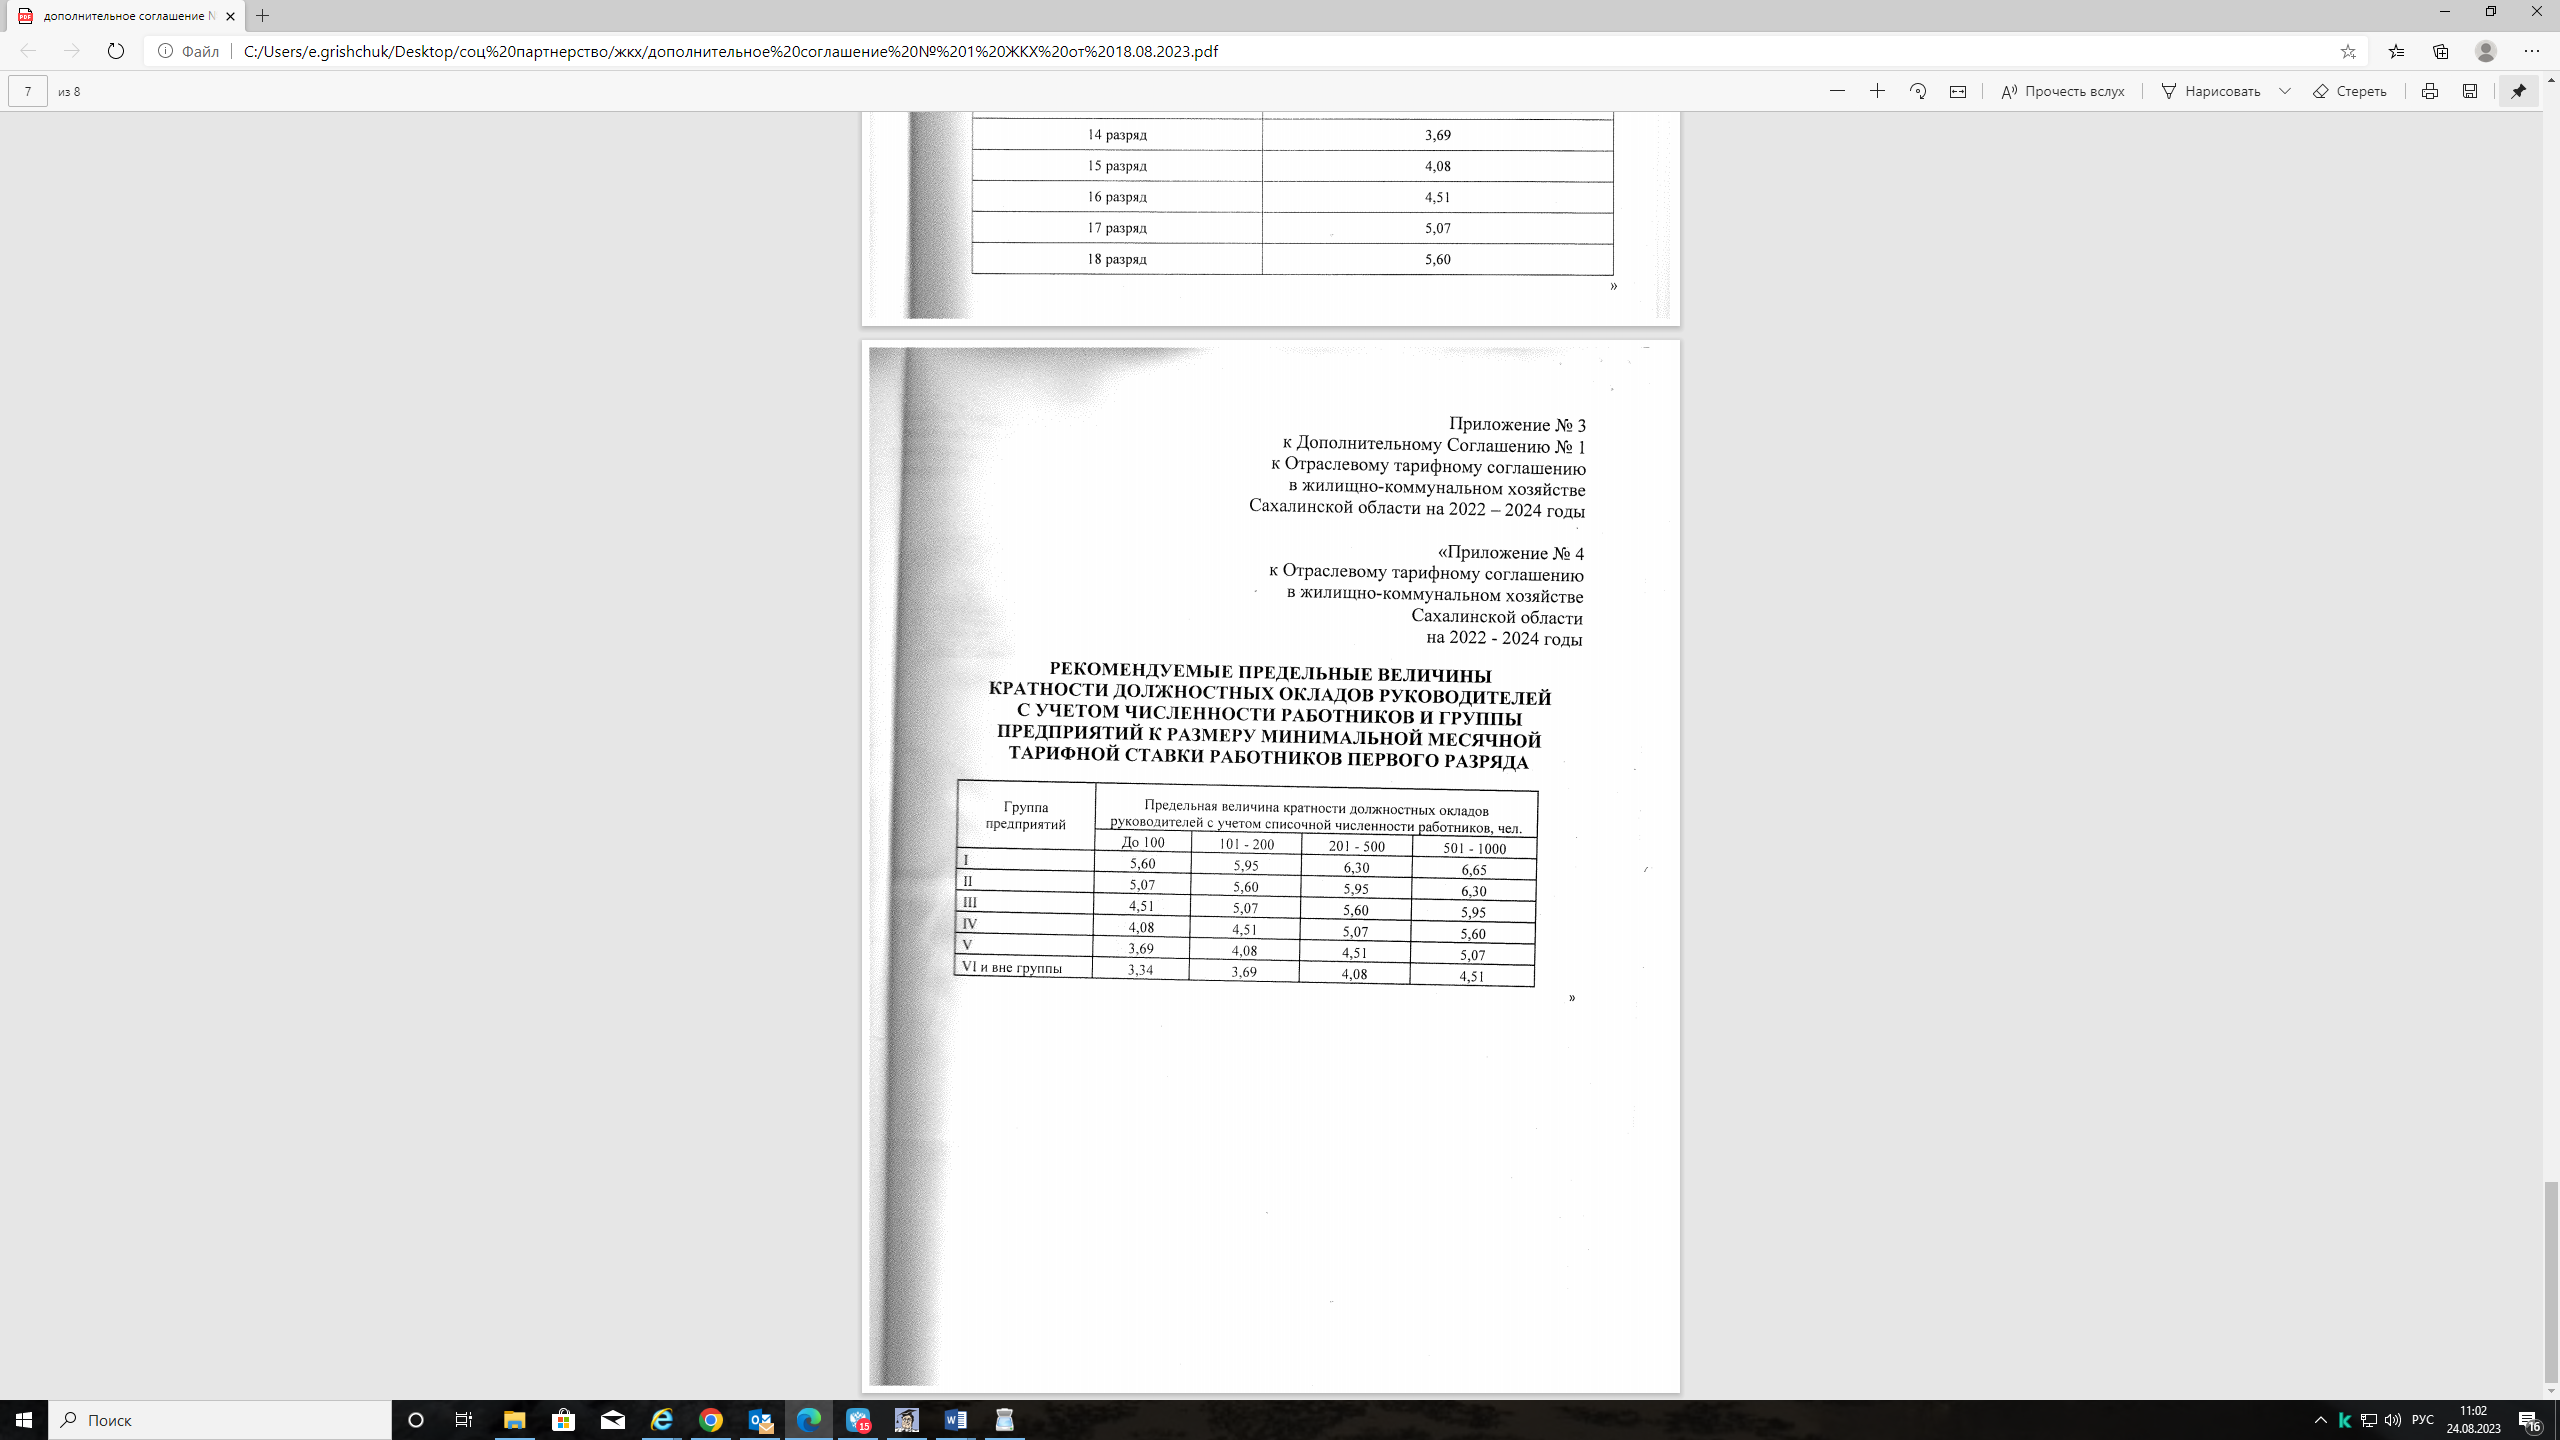 дополнительное соглашение №
Файл
C:/Users/e.grishchuk/Desktop/соц%20партнерство/жкх/дополнительное%20соглашение%20№%201%20ЖКХ%20от%2018.08.2023.pdf
7 из 8
Прочесть вслух
Нарисовать
Стереть
14 разряд 3,69
15 разряд 4,08
16 разряд 4,51
17 разряд 5,07
18 разряд 5,60
»
Приложение № 3
к Дополнительному Соглашению № 1
к Отраслевому тарифному соглашению
в жилищно-коммунальном хозяйстве
Сахалинской области на 2022 – 2024 годы
«Приложение № 4
к Отраслевому тарифному соглашению
в жилищно-коммунальном хозяйстве
Сахалинской области
на 2022 - 2024 годы
РЕКОМЕНДУЕМЫЕ ПРЕДЕЛЬНЫЕ ВЕЛИЧИНЫ
КРАТНОСТИ ДОЛЖНОСТНЫХ ОКЛАДОВ РУКОВОДИТЕЛЕЙ
С УЧЕТОМ ЧИСЛЕННОСТИ РАБОТНИКОВ И ГРУППЫ
ПРЕДПРИЯТИЙ К РАЗМЕРУ МИНИМАЛЬНОЙ МЕСЯЧНОЙ
ТАРИФНОЙ СТАВКИ РАБОТНИКОВ ПЕРВОГО РАЗРЯДА
Группа
предприятий
Предельная величина кратности должностных окладов
руководителей с учетом списочной численности работников, чел.
До 100 101 - 200 201 - 500 501 - 1000
I 5,60 5,95 6,30 6,65
II 5,07 5,60 5,95 6,30
III 4,51 5,07 5,60 5,95
IV 4,08 4,51 5,07 5,60
V 3,69 4,08 4,51 5,07
VI и вне группы 3,34 3,69 4,08 4,51
»
Поиск
15
РУС
11:02
24.08.2023
16